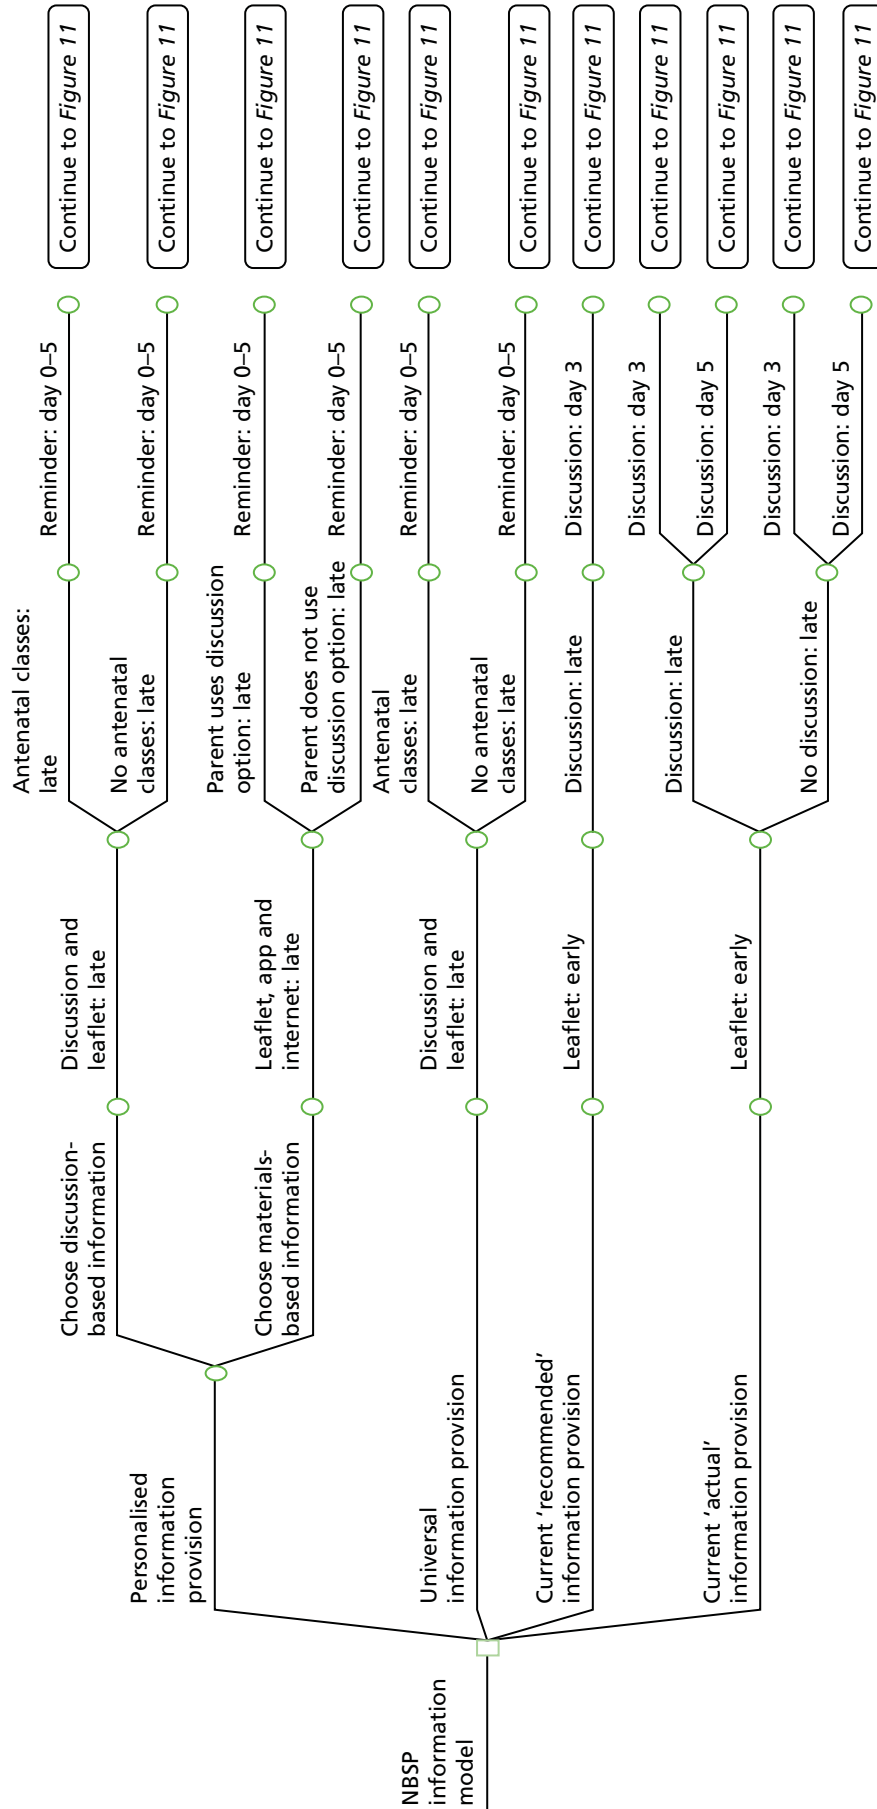 NBSP
information
model
Personalised
information
provision
Choose discussion-
based information
Discussion and
leaflet: late
Antenatal classes:
late
Reminder: day 0–5
Continue to Figure 11
No antenatal
classes: late
Reminder: day 0–5
Continue to Figure 11
Choose materials-
based information
Leaflet, app and
internet: late
Parent uses discussion
option: late
Reminder: day 0–5
Continue to Figure 11
Parent does not use
discussion option: late
Reminder: day 0–5
Continue to Figure 11
Universal
information provision
Discussion and
leaflet: late
Antenatal
classes: late
Reminder: day 0–5
Continue to Figure 11
No antenatal
classes: late
Reminder: day 0–5
Continue to Figure 11
Current ‘recommended’
information provision
Leaflet: early
Discussion: late
Discussion: day 3
Continue to Figure 11
Current ‘actual’
information provision
Leaflet: early
Discussion: late
Discussion: day 3
Continue to Figure 11
Discussion: day 5
Continue to Figure 11
No discussion: late
Discussion: day 3
Continue to Figure 11
Discussion: day 5
Continue to Figure 11